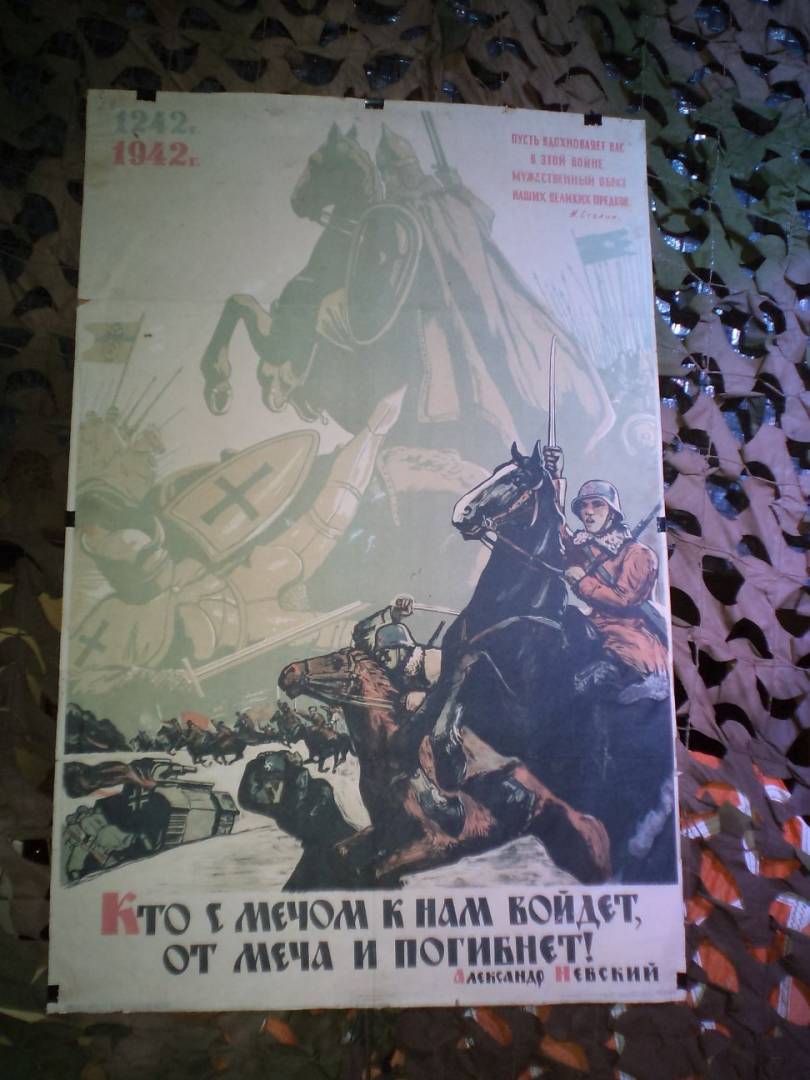 1242 г.
1942 г.
ПУСТЬ ВДОХНОВЛЯЕТ ВАС
В ЭТОЙ ВОЙНЕ
МУЖЕСТВЕННЫЙ ОБРАЗ
НАШИХ ВЕЛИКИХ ПРЕДКОВ.
И. Сталин.
КТО С МЕЧОМ К НАМ ВОЙДЕТ,
ОТ МЕЧА И ПОГИБНЕТ!
АЛЕКСАНДР НЕВСКИЙ